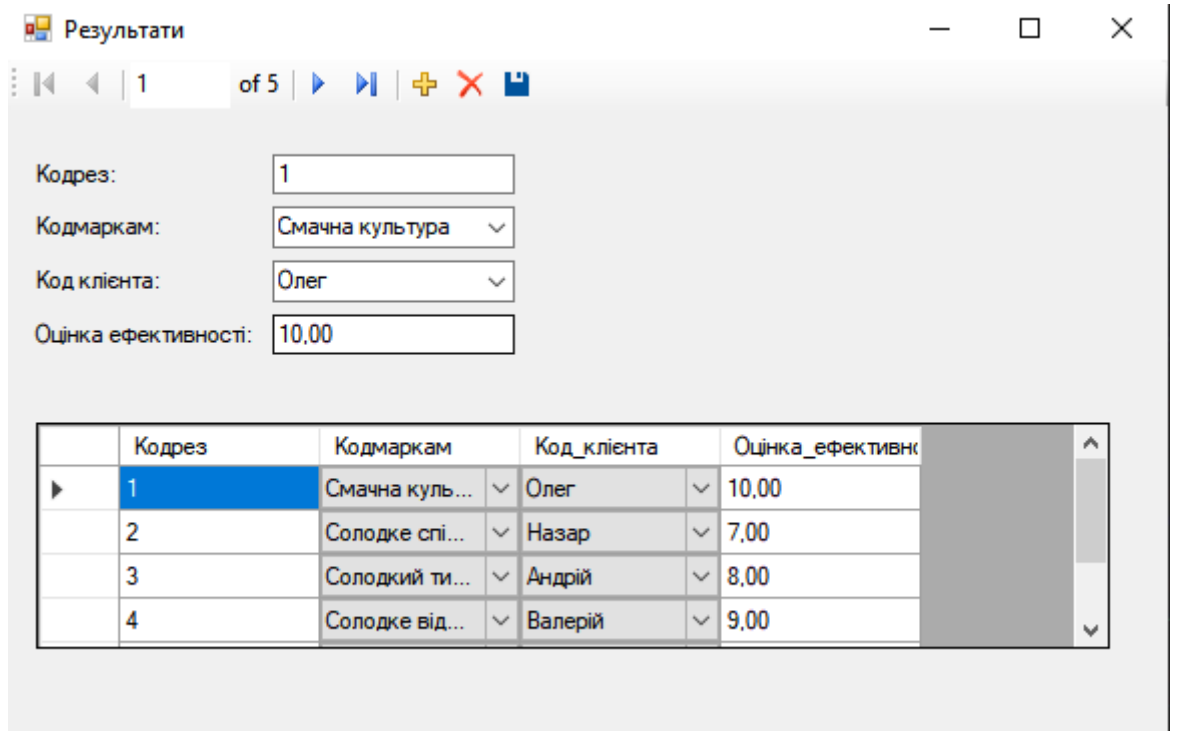 Результати
1 of 5
Кодрез: 1
Кодмаркам: Смачна культура
Код клієнта: Олег
Оцінка ефективності: 10,00
Кодрез Кодмаркам Код_клієнта Оцінка_ефективно
1 Смачна куль... Олег 10,00
2 Солодке спі... Назар 7,00
3 Солодкий ти... Андрій 8,00
4 Солодке від... Валерій 9,00